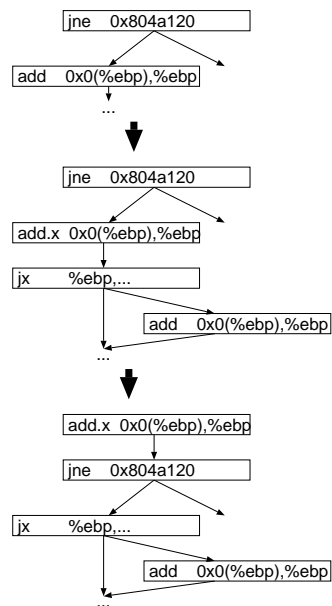 jne 0x804a120
add 0x0(%ebp),%ebp
...
jne 0x804a120
add.x 0x0(%ebp),%ebp
jx %ebp,...
add 0x0(%ebp),%ebp
...
add.x 0x0(%ebp),%ebp
jne 0x804a120
jx %ebp,...
add 0x0(%ebp),%ebp
...